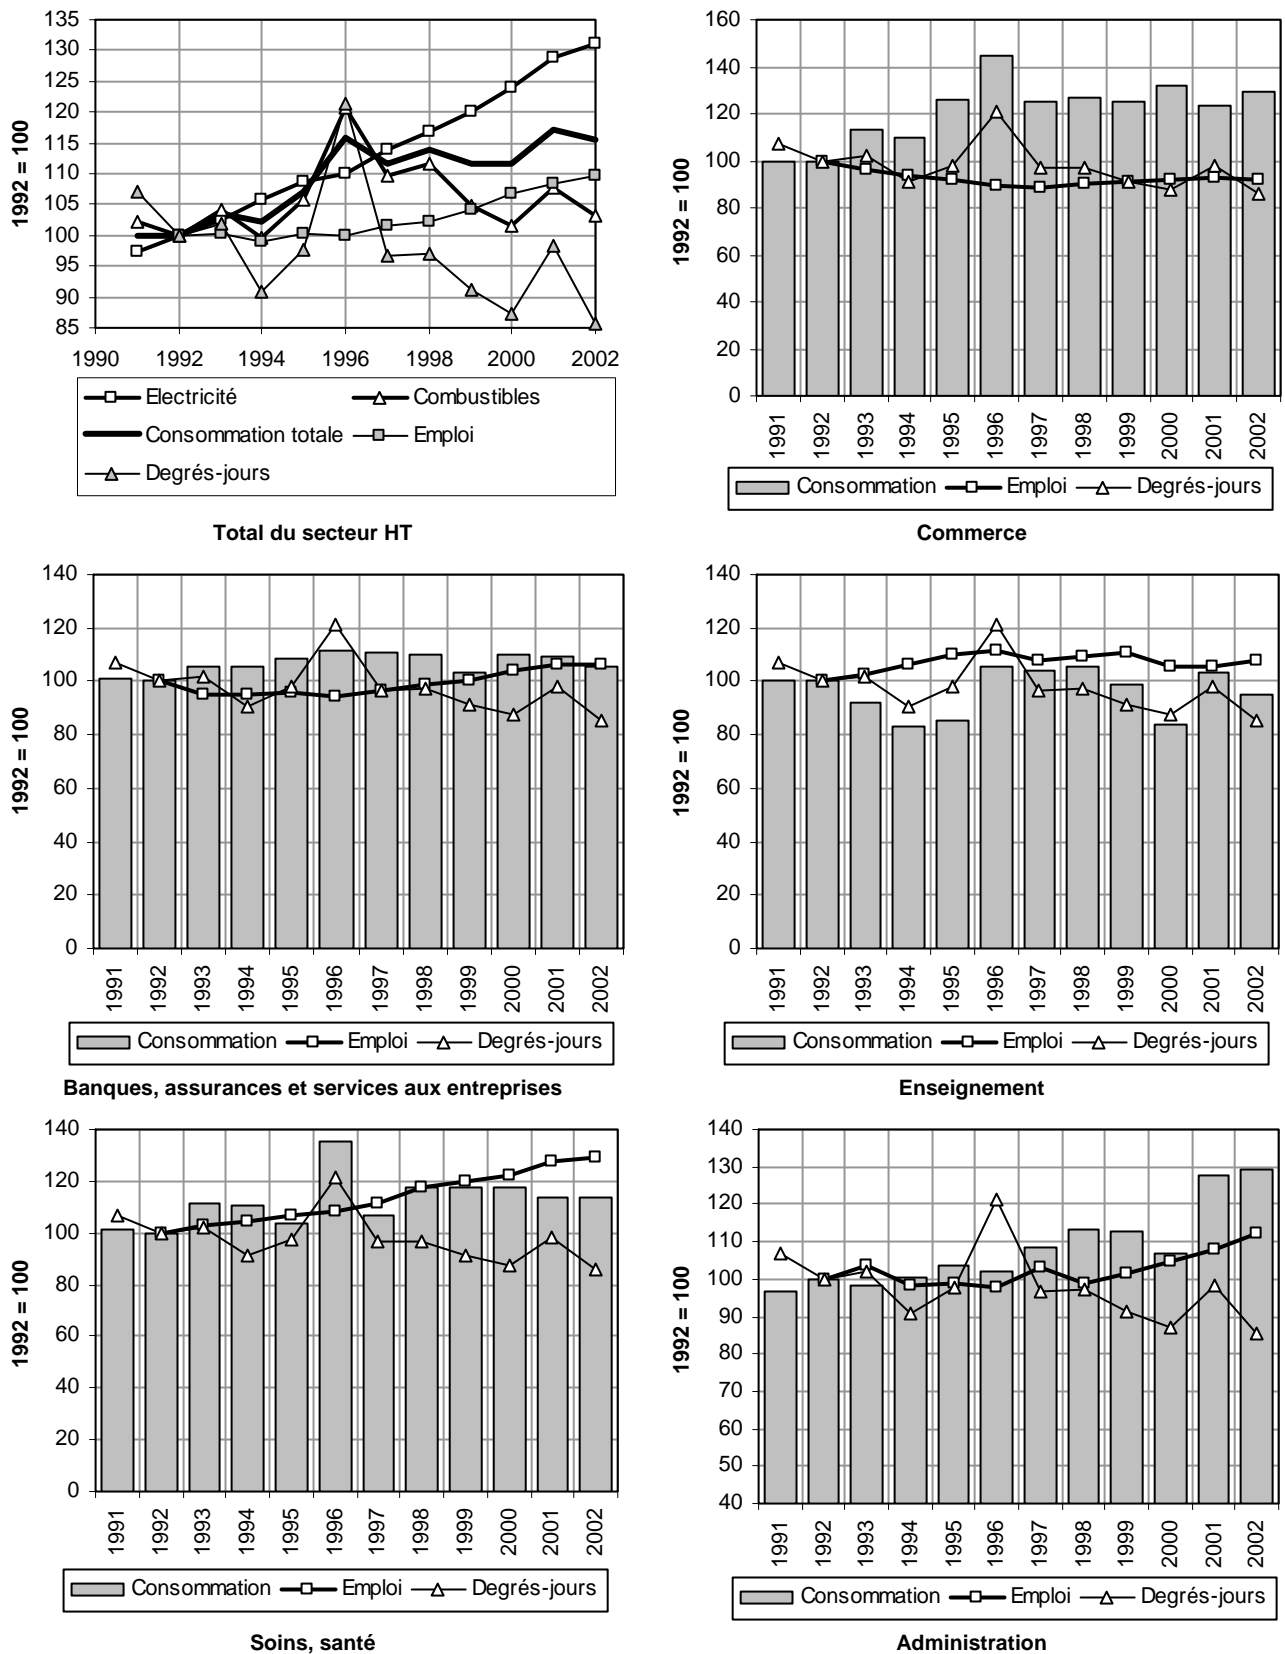 135
130
125
120
115
110
105
100
95
90
85
1992 = 100
1990 1992 1994 1996 1998 2000 2002
Electricité Combustibles
Consommation totale Emploi
Degrés-jours
Total du secteur HT
160
140
120
100
80
60
40
20
0
1992 = 100
1991 1992 1993 1994 1995 1996 1997 1998 1999 2000 2001 2002
Consommation Emploi Degrés-jours
Commerce
140
120
100
80
60
40
20
0
1992 = 100
1991 1992 1993 1994 1995 1996 1997 1998 1999 2000 2001 2002
Consommation Emploi Degrés-jours
Banques, assurances et services aux entreprises
140
120
100
80
60
40
20
0
1992 = 100
1991 1992 1993 1994 1995 1996 1997 1998 1999 2000 2001 2002
Consommation Emploi Degrés-jours
Enseignement
140
120
100
80
60
40
20
0
1992 = 100
1991 1992 1993 1994 1995 1996 1997 1998 1999 2000 2001 2002
Consommation Emploi Degrés-jours
Soins, santé
140
130
120
110
100
90
80
70
60
50
40
1992 = 100
1991 1992 1993 1994 1995 1996 1997 1998 1999 2000 2001 2002
Consommation Emploi Degrés-jours
Administration